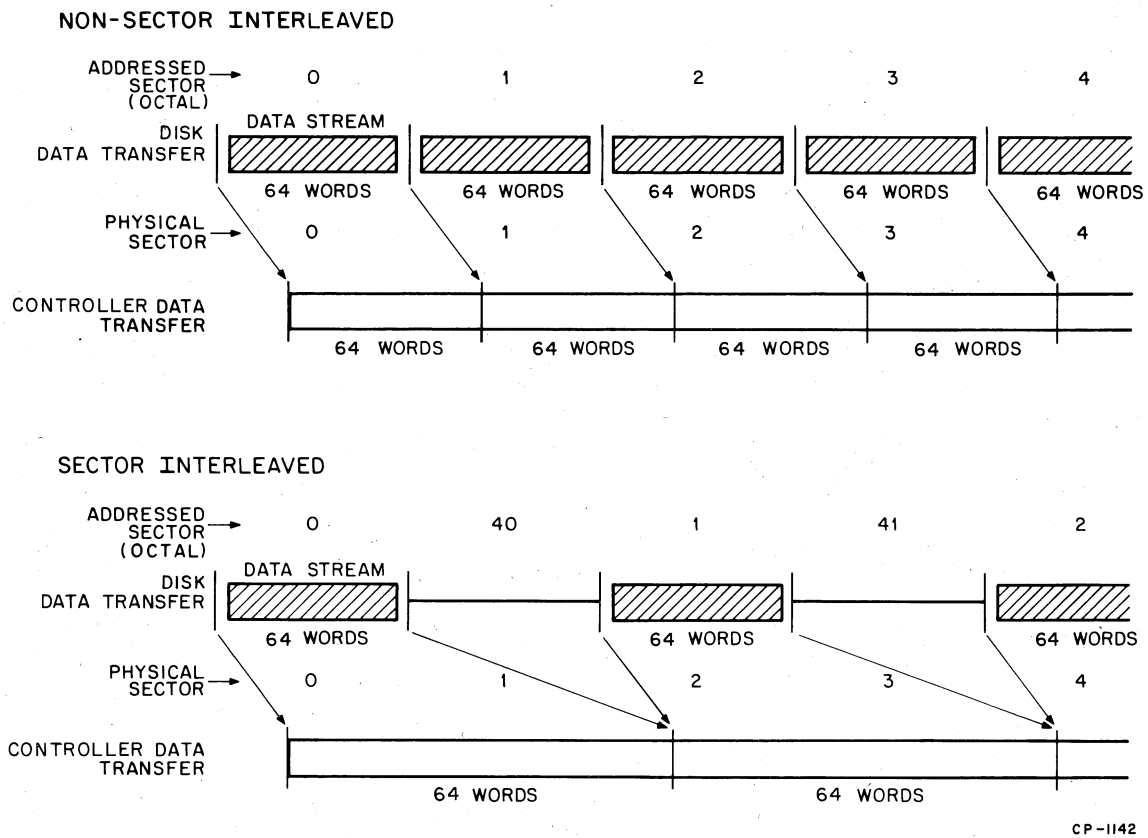 NON-SECTOR INTERLEAVED
ADDRESSED SECTOR (OCTAL) 0 1 2 3 4
DATA STREAM
DISK DATA TRANSFER
64 WORDS 64 WORDS 64 WORDS 64 WORDS 64 WORDS
PHYSICAL SECTOR 0 1 2 3 4
CONTROLLER DATA TRANSFER
64 WORDS 64 WORDS 64 WORDS 64 WORDS
SECTOR INTERLEAVED
ADDRESSED SECTOR (OCTAL) 0 40 1 41 2
DATA STREAM
DISK DATA TRANSFER
64 WORDS 64 WORDS 64 WORDS
PHYSICAL SECTOR 0 1 2 3 4
CONTROLLER DATA TRANSFER
64 WORDS 64 WORDS
CP-1142